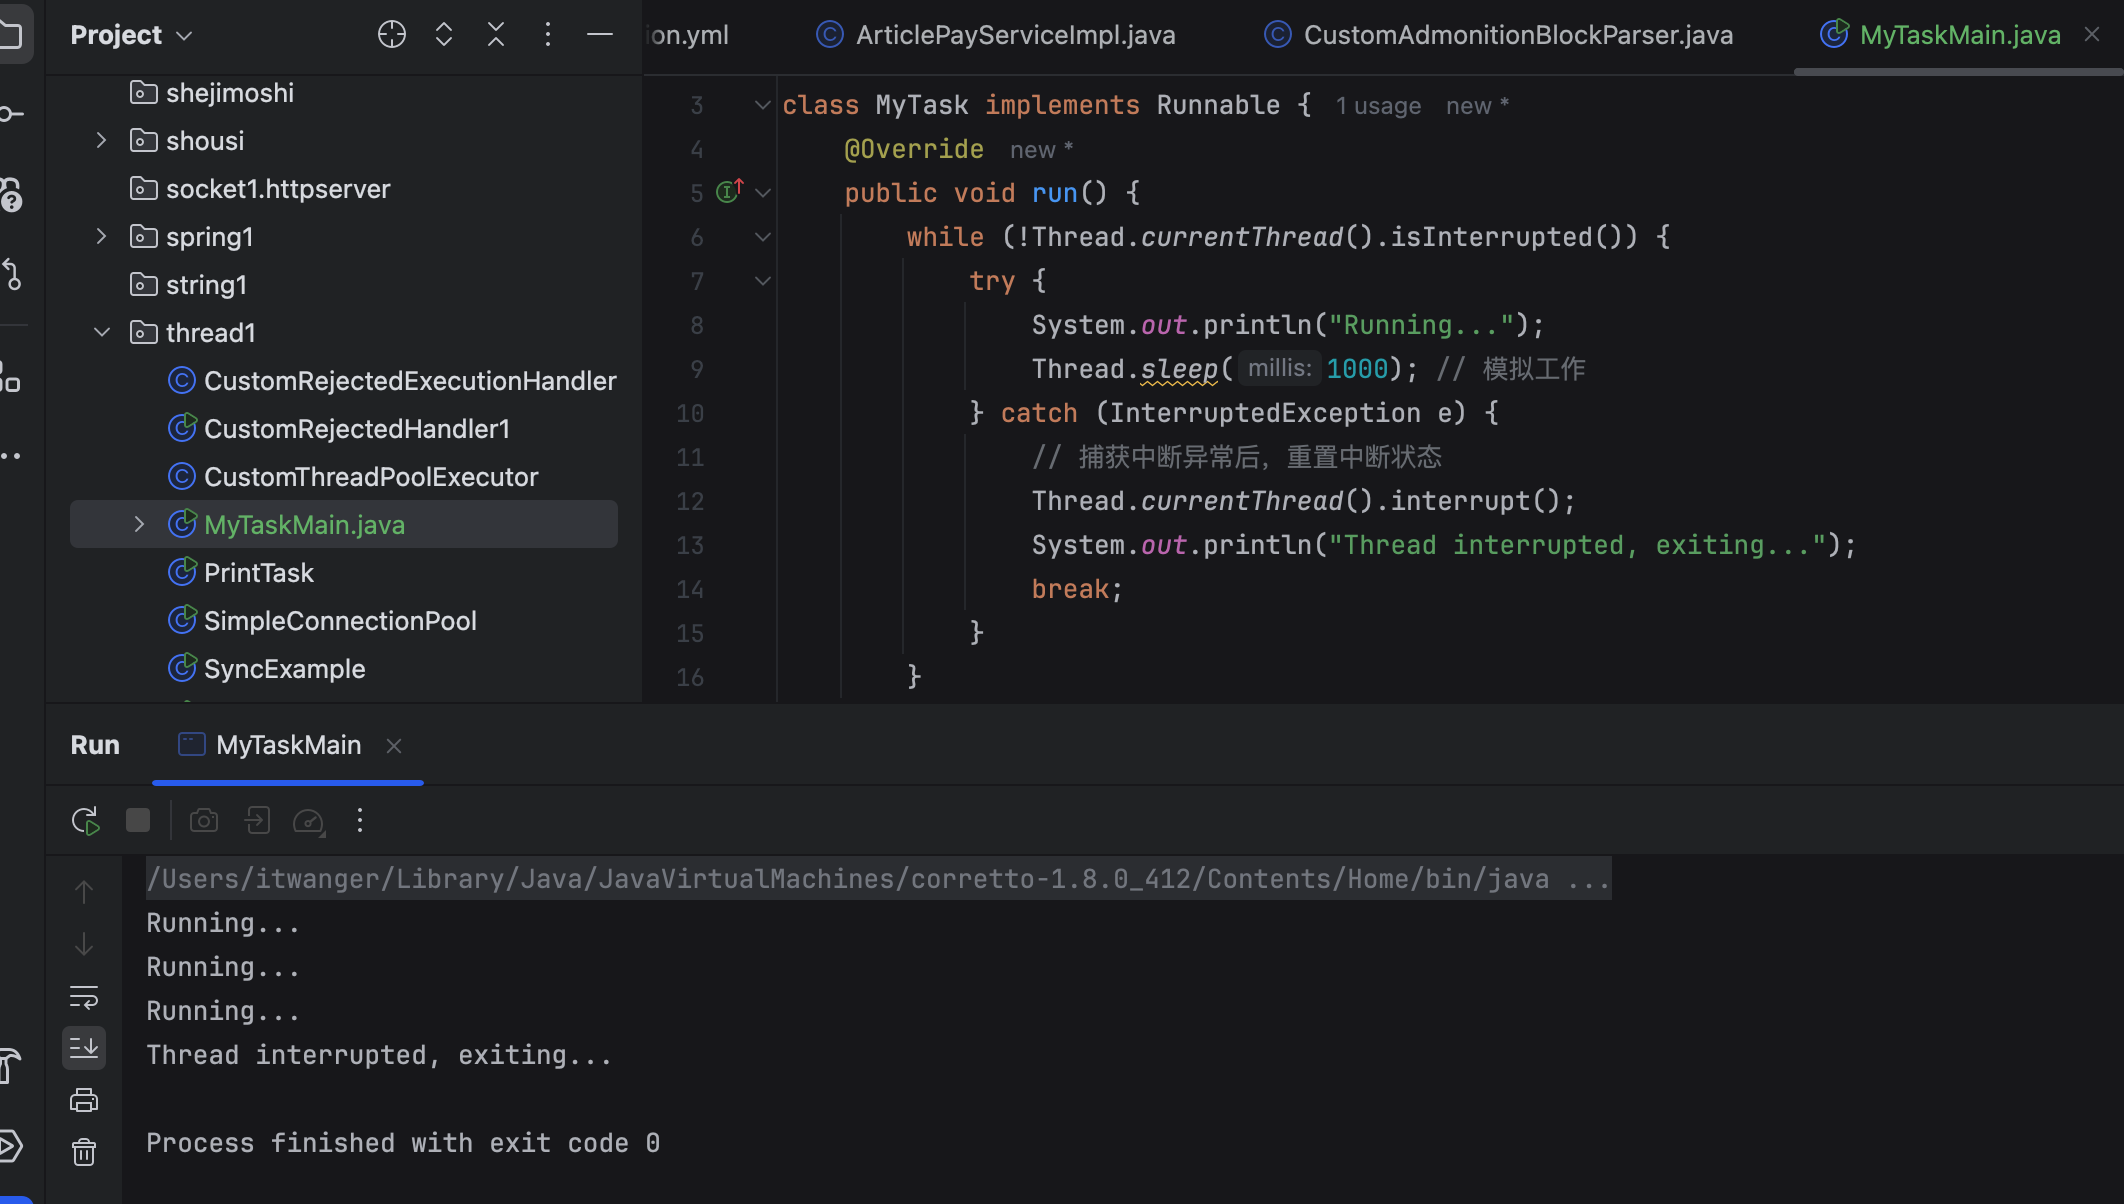 Project
ion.yml
ArticlePayServiceImpl.java
CustomAdmonitionBlockParser.java
MyTaskMain.java
shejimoshi
shousi
socket1.httpserver
spring1
string1
thread1
CustomRejectedExecutionHandler
CustomRejectedHandler1
CustomThreadPoolExecutor
MyTaskMain.java
PrintTask
SimpleConnectionPool
SyncExample
3 class MyTask implements Runnable { 1 usage new *
4 @Override new *
5 public void run() {
6 while (!Thread.currentThread().isInterrupted()) {
7 try {
8 System.out.println("Running...");
9 Thread.sleep( millis: 1000); // 模拟工作
10 } catch (InterruptedException e) {
11 // 捕获中断异常后，重置中断状态
12 Thread.currentThread().interrupt();
13 System.out.println("Thread interrupted, exiting...");
14 break;
15 }
16 }
Run MyTaskMain
/Users/itwanger/Library/Java/JavaVirtualMachines/corretto-1.8.0_412/Contents/Home/bin/java ...
Running...
Running...
Running...
Thread interrupted, exiting...
Process finished with exit code 0